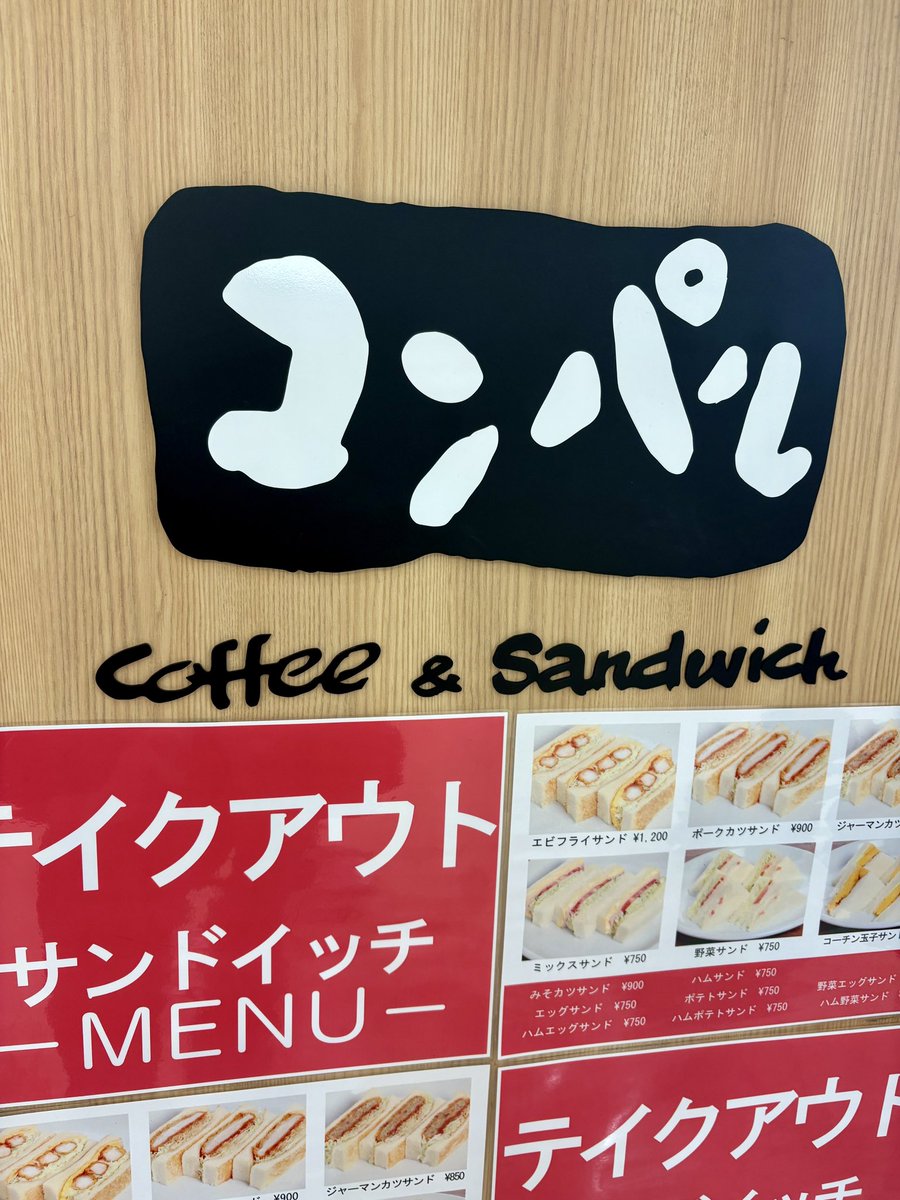 コンパル
coffee & sandwich
テイクアウト
サンドイッチ
－MENU－
エビフライサンド ¥1,200
ポークカツサンド ¥900
ジャーマンカツ
ミックスサンド ¥750
野菜サンド ¥750
コーチン玉子サンド
みそカツサンド ¥900
ハムサンド ¥750
野菜エッグサンド
エッグサンド ¥750
ポテトサンド ¥750
ハム野菜サンド
ハムエッグサンド ¥750
ハムポテトサンド ¥750
テイクアウト
¥900
ジャーマンカツサンド ¥850